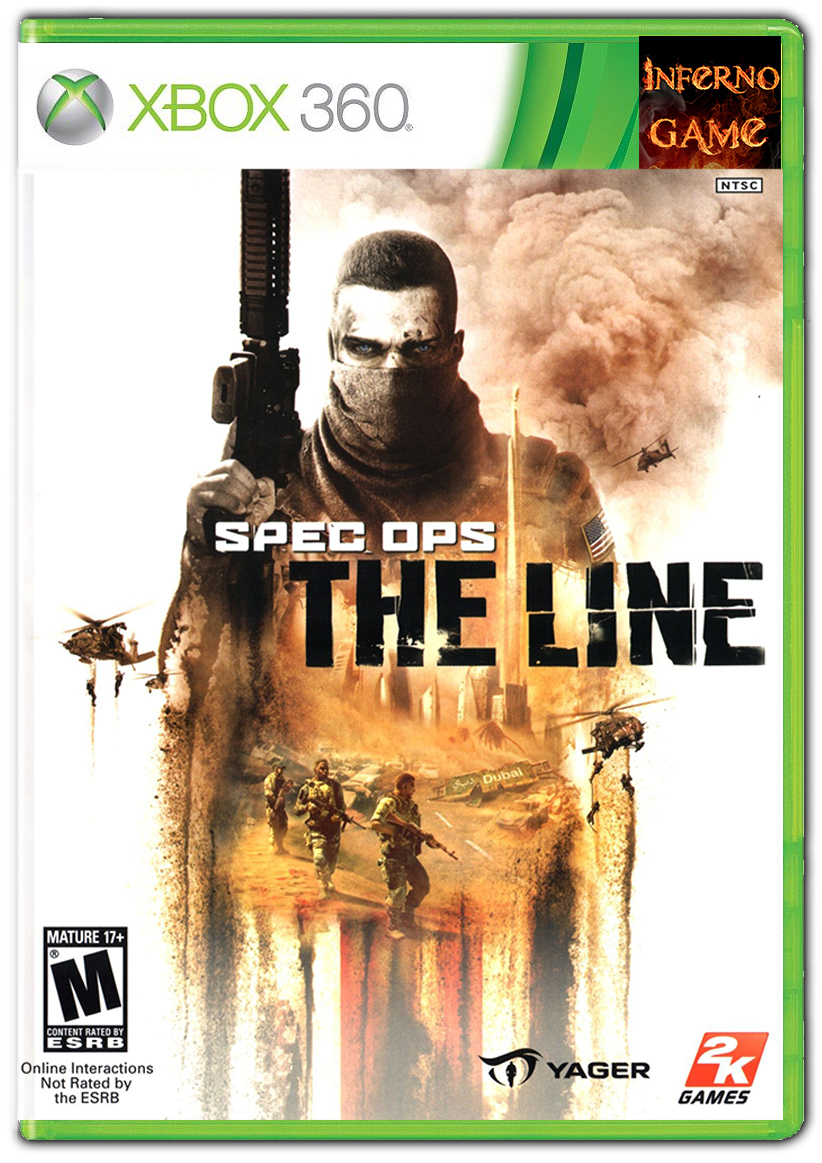 XBOX 360®
INFERNO
GAME
NTSC
SPEC OPS
THE LINE
دبي Dubai
MATURE 17+
M
®
CONTENT RATED BY
ESRB
Online Interactions
Not Rated by
the ESRB
YAGER
2K
GAMES